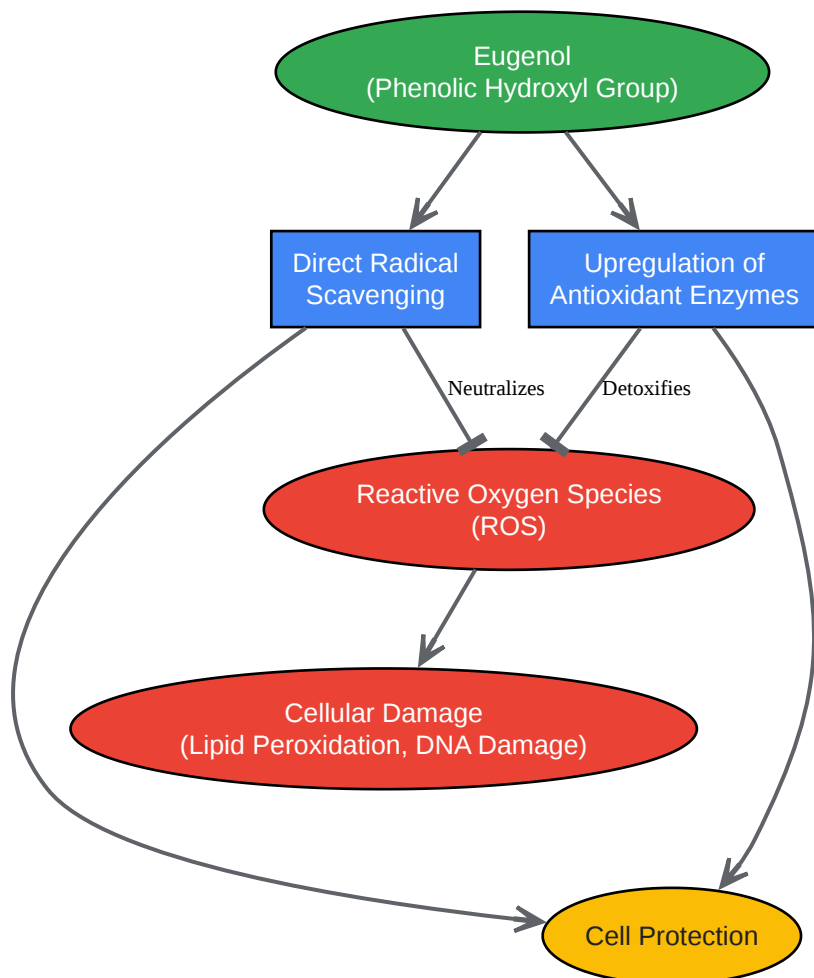 Eugenol
(Phenolic Hydroxyl Group)
Direct Radical
Scavenging
Upregulation of
Antioxidant Enzymes
Neutralizes
Detoxifies
Reactive Oxygen Species
(ROS)
Cellular Damage
(Lipid Peroxidation, DNA Damage)
Cell Protection